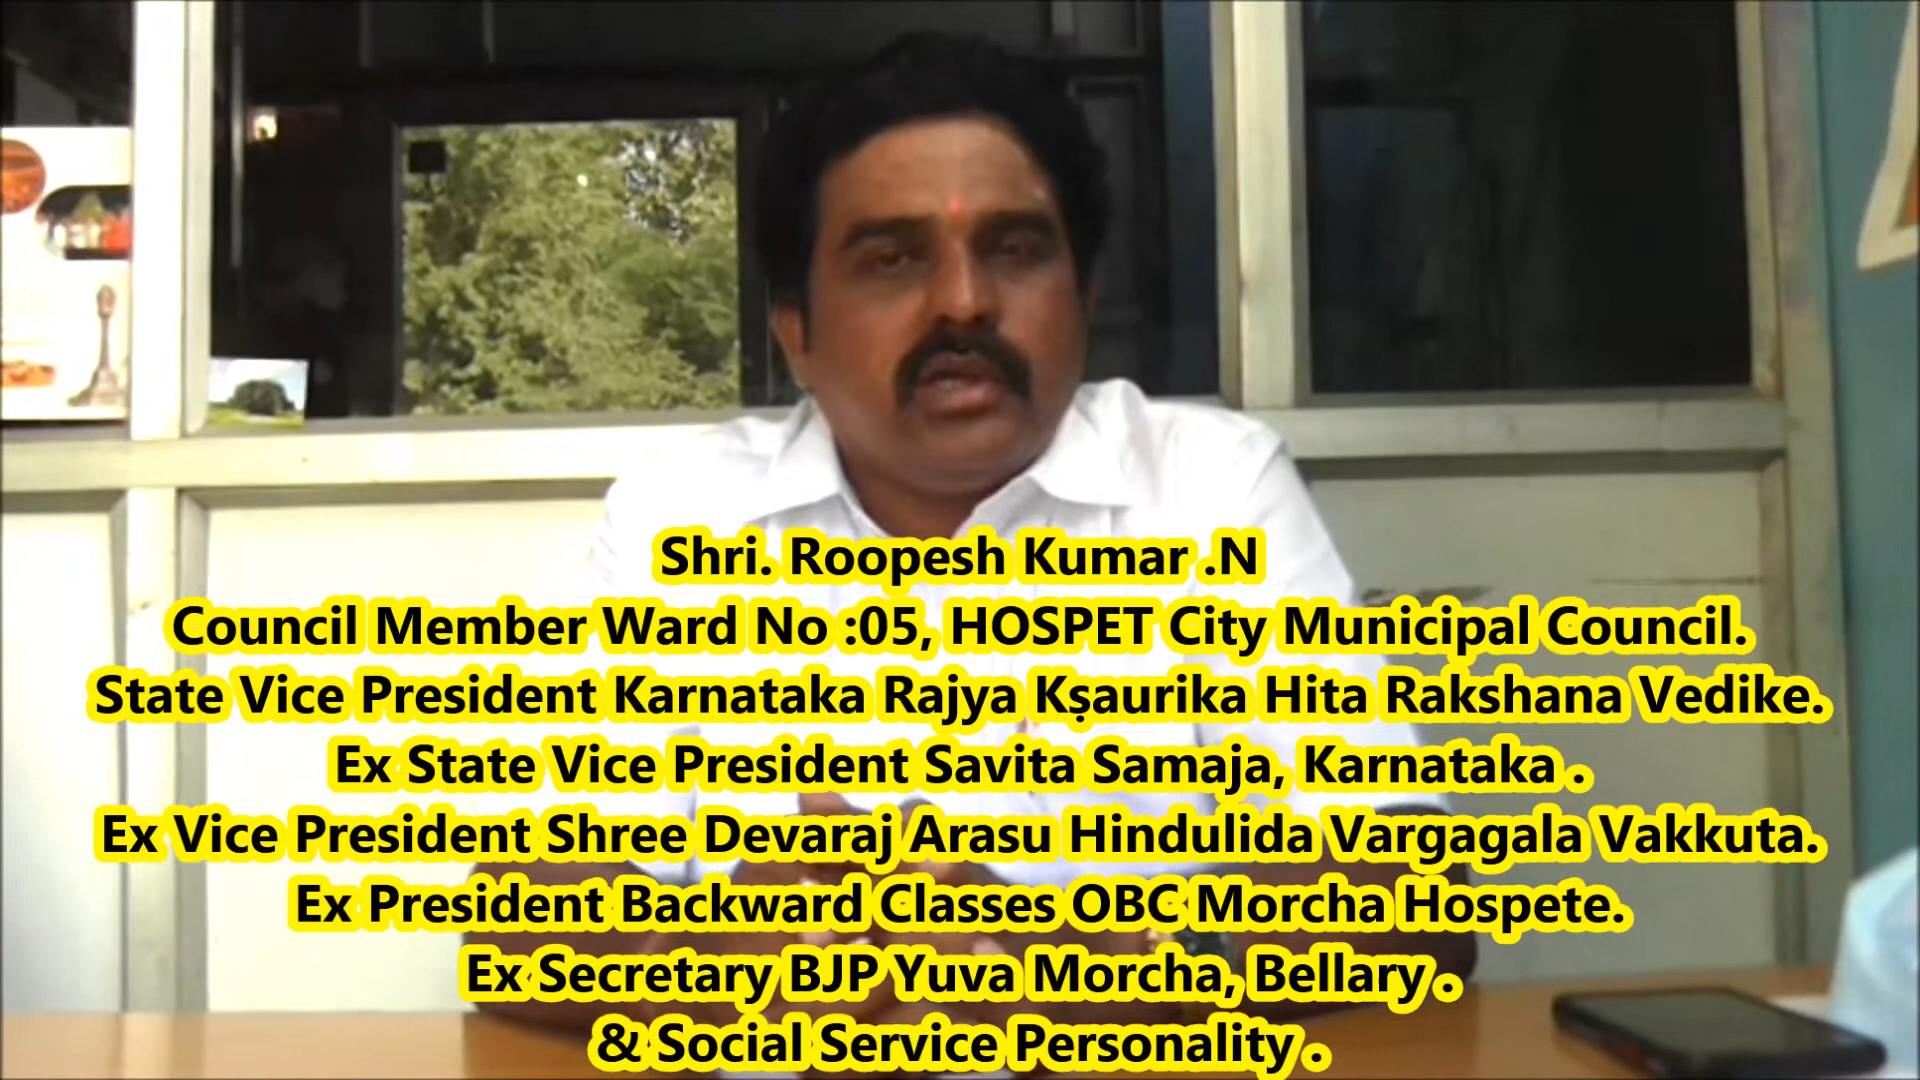 Shri. Roopesh Kumar .N
Council Member Ward No :05, HOSPET City Municipal Council.
State Vice President Karnataka Rajya Kṣaurika Hita Rakshana Vedike.
Ex State Vice President Savita Samaja, Karnataka .
Ex Vice President Shree Devaraj Arasu Hindulida Vargagala Vakkuta.
Ex President Backward Classes OBC Morcha Hospete.
Ex Secretary BJP Yuva Morcha, Bellary .
& Social Service Personality .